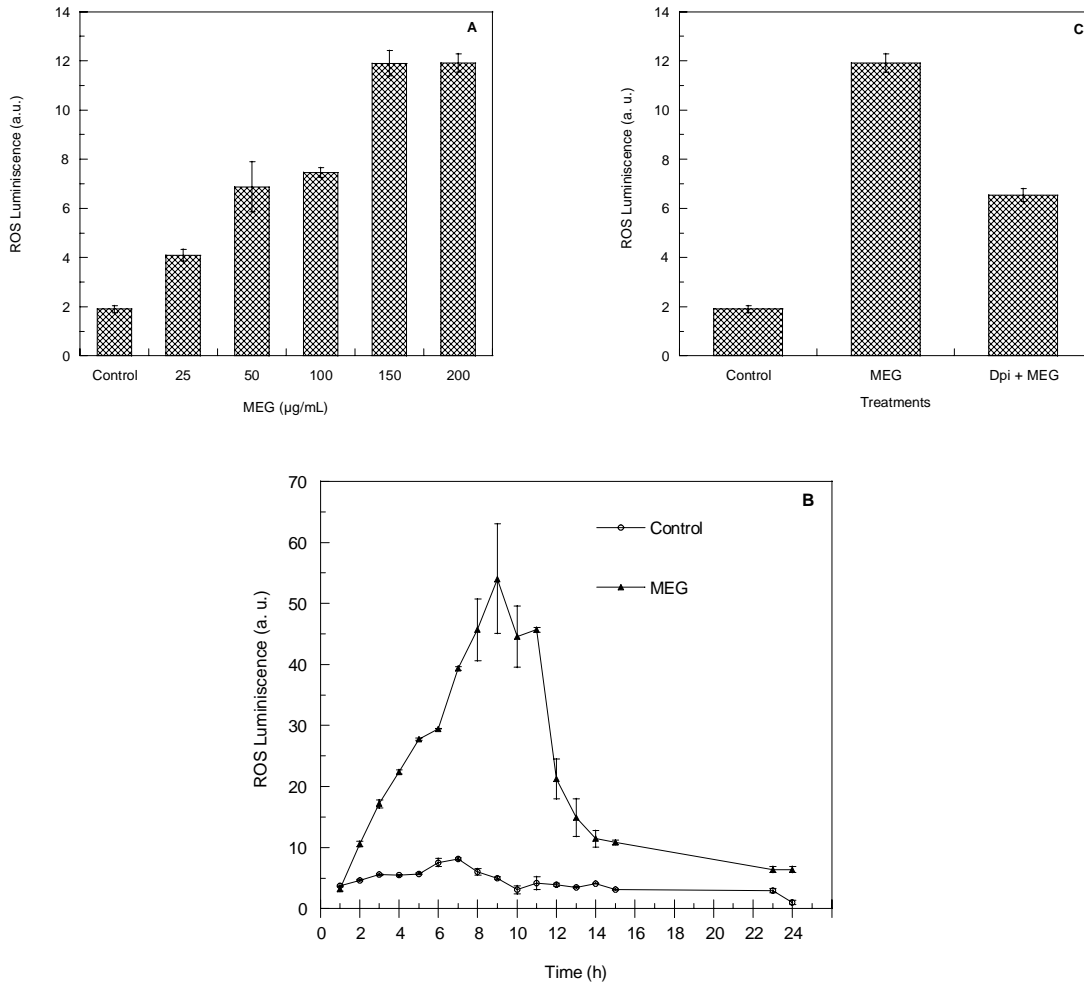 A
ROS Luminiscence (a.u.)
14
12
10
8
6
4
2
0
Control 25 50 100 150 200
MEG (µg/mL)
C
ROS Luminiscence (a. u.)
14
12
10
8
6
4
2
0
Control MEG Dpi + MEG
Treatments
B
ROS Luminiscence (a. u.)
70
60
50
40
30
20
10
0
Control
MEG
0 2 4 6 8 10 12 14 16 18 20 22 24
Time (h)